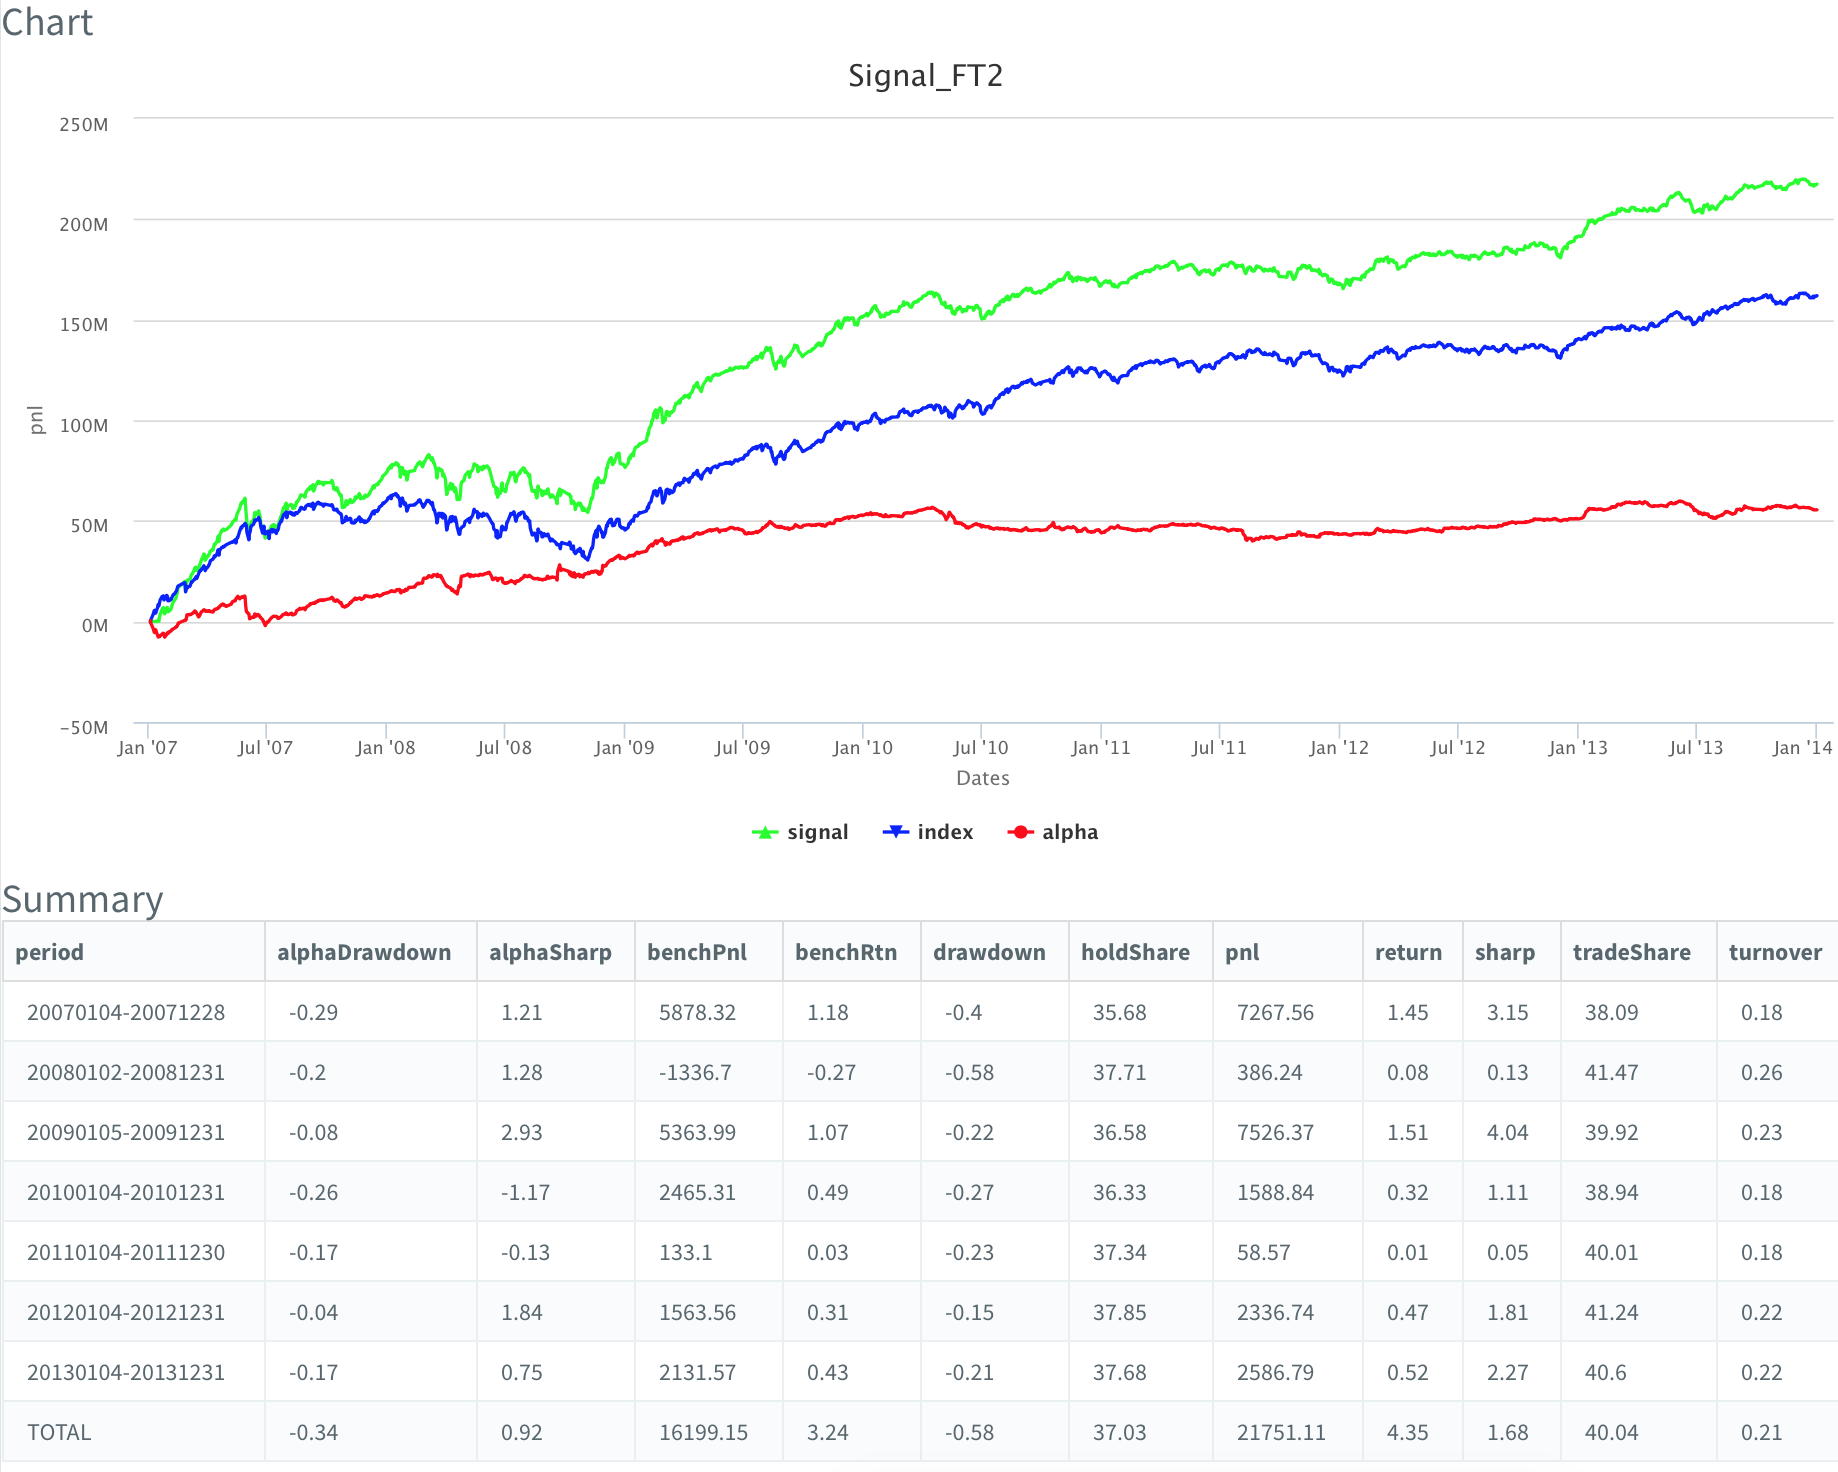 Chart
Signal_FT2
250M
200M
150M
100M
50M
0M
-50M
pnl
Jan '07 Jul '07 Jan '08 Jul '08 Jan '09 Jul '09 Jan '10 Jul '10 Jan '11 Jul '11 Jan '12 Jul '12 Jan '13 Jul '13 Jan '14
Dates
signal index alpha
Summary
period alphaDrawdown alphaSharp benchPnl benchRtn drawdown holdShare pnl return sharp tradeShare turnover
20070104-20071228 -0.29 1.21 5878.32 1.18 -0.4 35.68 7267.56 1.45 3.15 38.09 0.18
20080102-20081231 -0.2 1.28 -1336.7 -0.27 -0.58 37.71 386.24 0.08 0.13 41.47 0.26
20090105-20091231 -0.08 2.93 5363.99 1.07 -0.22 36.58 7526.37 1.51 4.04 39.92 0.23
20100104-20101231 -0.26 -1.17 2465.31 0.49 -0.27 36.33 1588.84 0.32 1.11 38.94 0.18
20110104-20111230 -0.17 -0.13 133.1 0.03 -0.23 37.34 58.57 0.01 0.05 40.01 0.18
20120104-20121231 -0.04 1.84 1563.56 0.31 -0.15 37.85 2336.74 0.47 1.81 41.24 0.22
20130104-20131231 -0.17 0.75 2131.57 0.43 -0.21 37.68 2586.79 0.52 2.27 40.6 0.22
TOTAL -0.34 0.92 16199.15 3.24 -0.58 37.03 21751.11 4.35 1.68 40.04 0.21